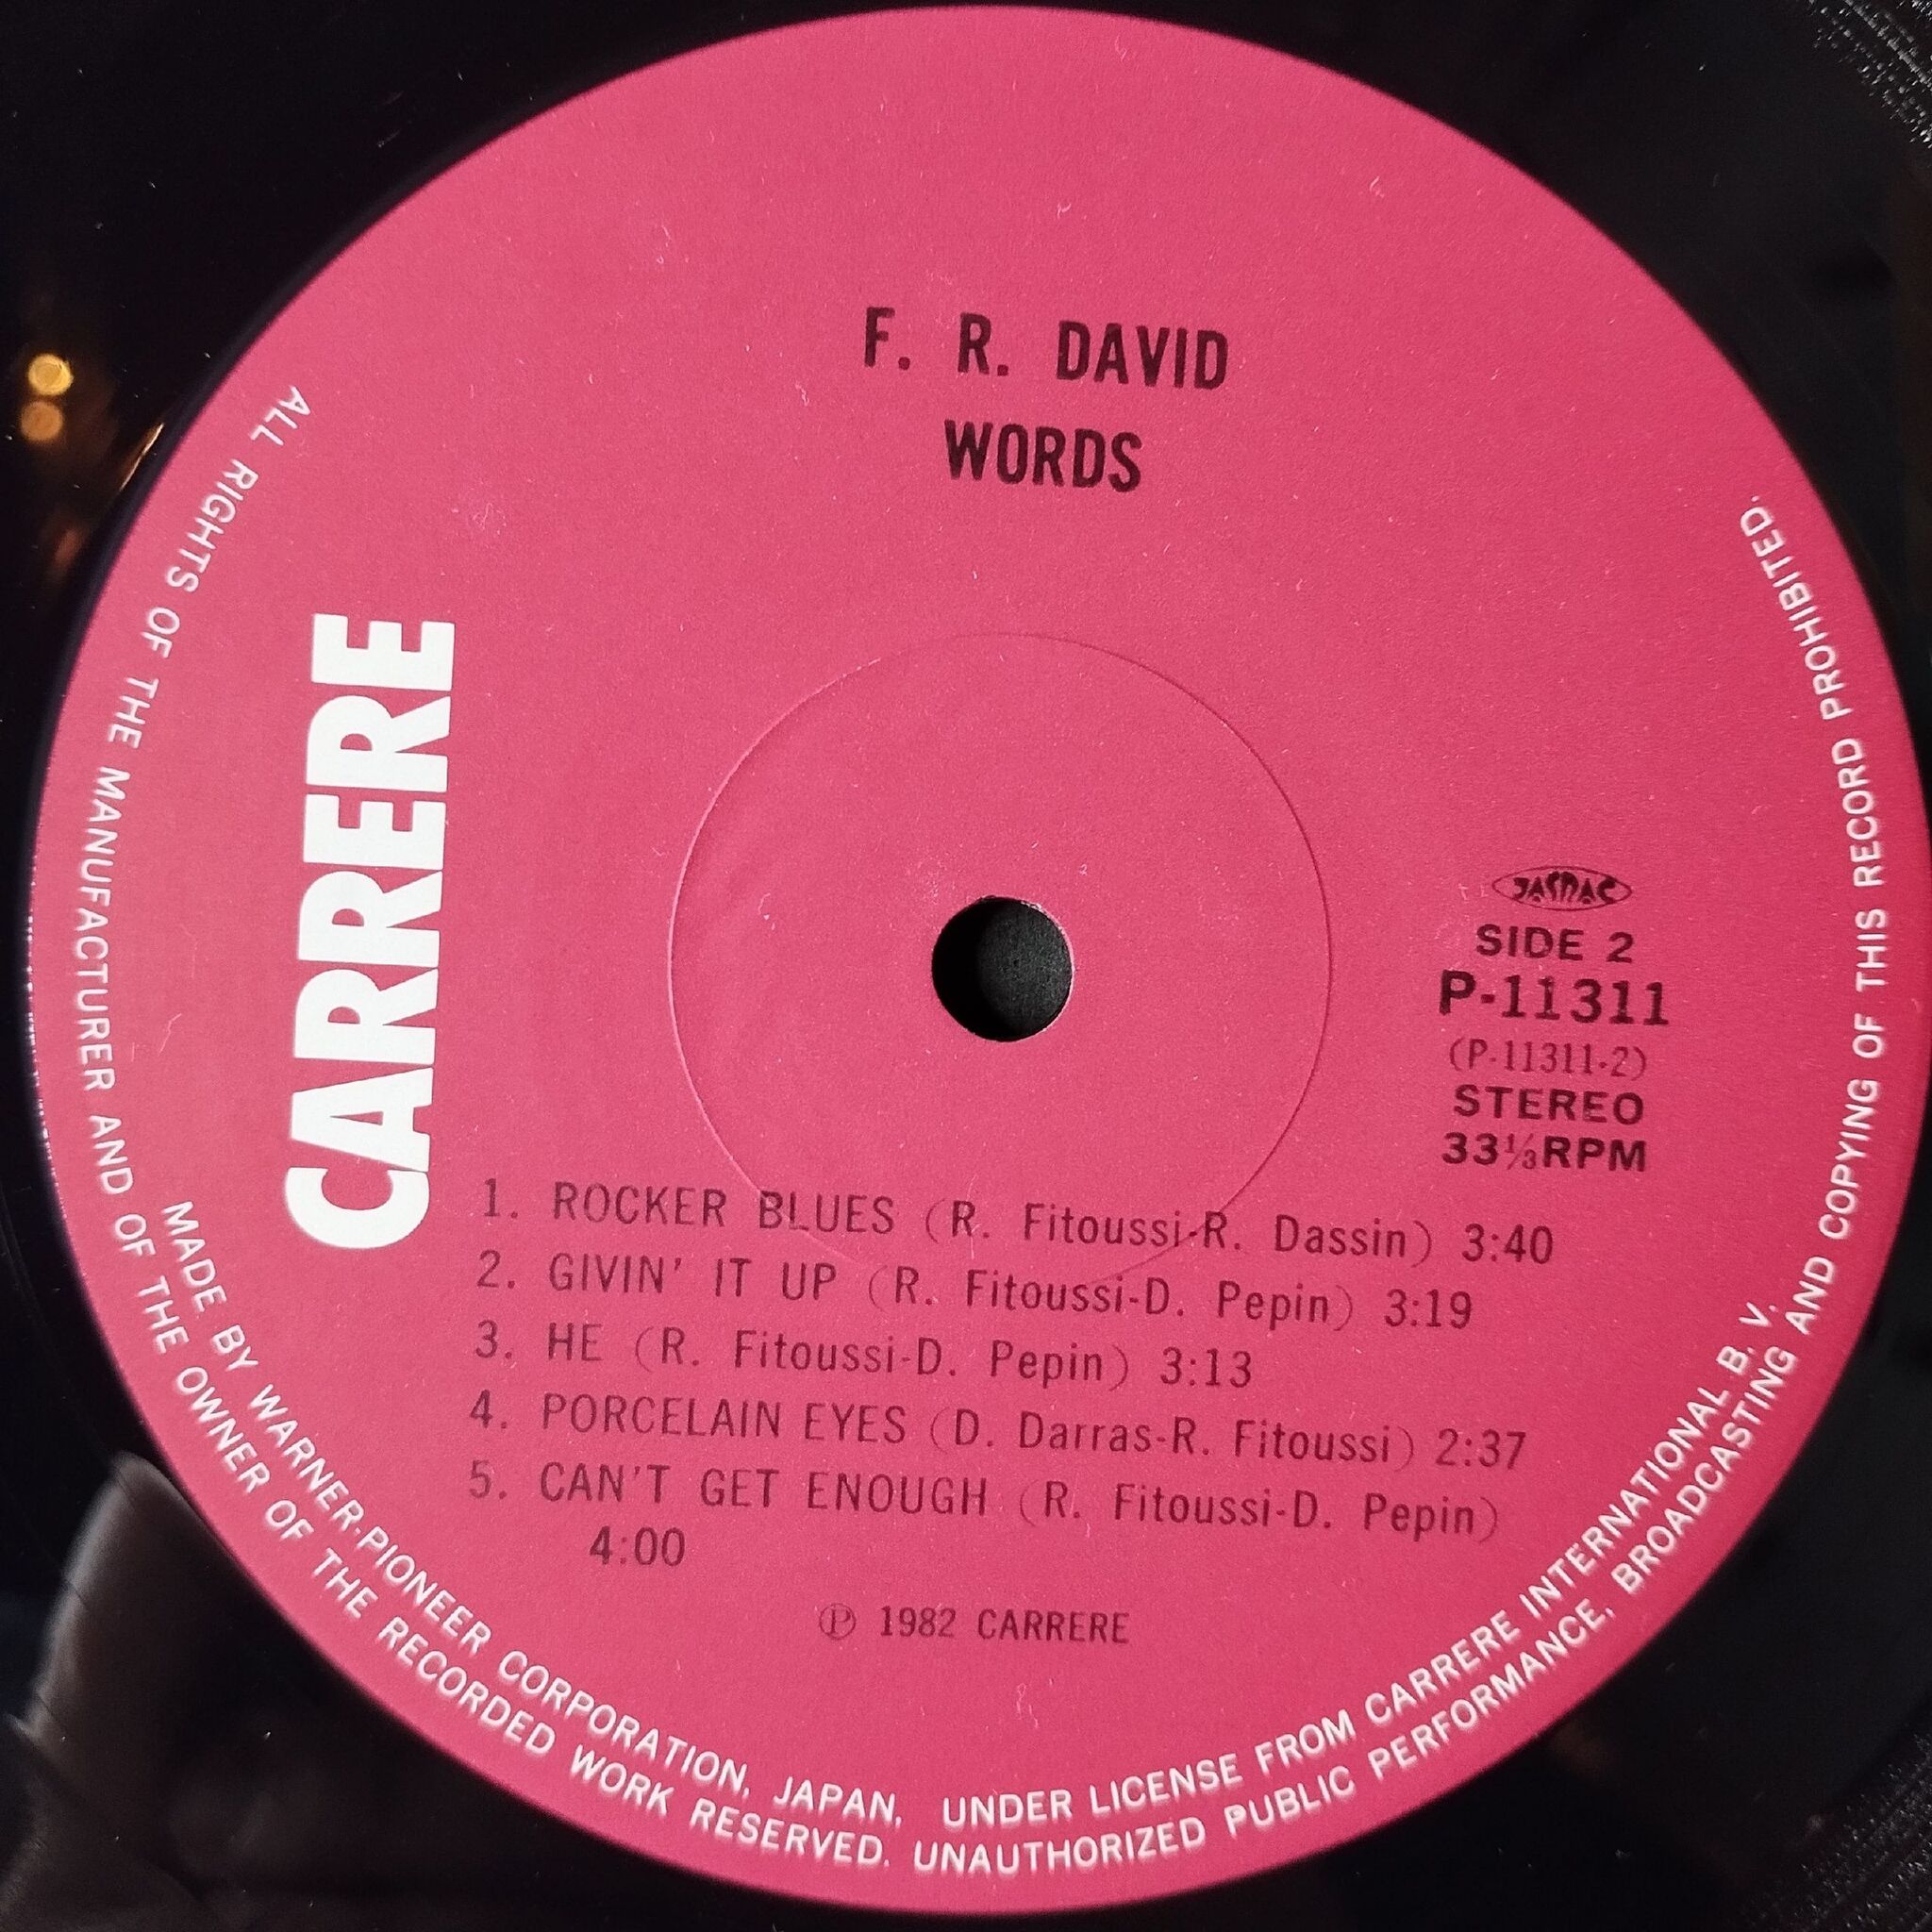 F. R. DAVID
WORDS
CARRERE
JASRAC
SIDE 2
P-11311
(P-11311-2)
STEREO
33⅓RPM
1. ROCKER BLUES (R. Fitoussi-R. Dassin) 3:40
2. GIVIN' IT UP (R. Fitoussi-D. Pepin) 3:19
3. HE (R. Fitoussi-D. Pepin) 3:13
4. PORCELAIN EYES (D. Darras-R. Fitoussi) 2:37
5. CAN'T GET ENOUGH (R. Fitoussi-D. Pepin)
4:00
Ⓟ 1982 CARRERE
MADE BY WARNER-PIONEER CORPORATION, JAPAN, UNDER LICENSE FROM CARRERE INTERNATIONAL B. V.
ALL RIGHTS OF THE MANUFACTURER AND OF THE OWNER OF THE RECORDED WORK RESERVED. UNAUTHORIZED PUBLIC PERFORMANCE, BROADCASTING AND COPYING OF THIS RECORD PROHIBITED.